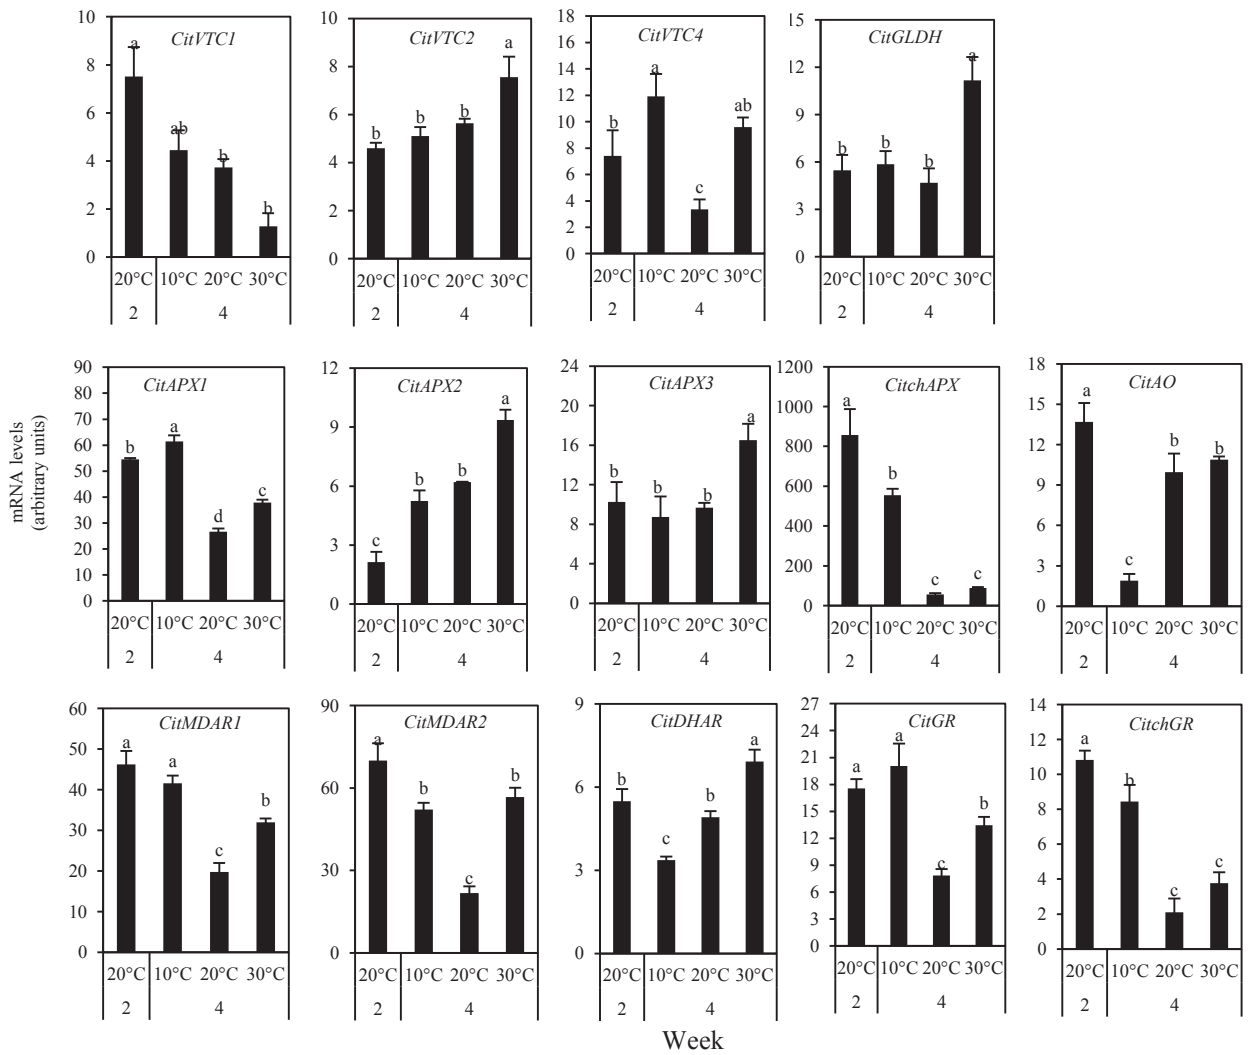 CitVTC1
10
8
6
4
2
0
a
ab
b
b
20°C 10°C 20°C 30°C
2 4
CitVTC2
10
8
6
4
2
0
b
b
b
a
20°C 10°C 20°C 30°C
2 4
CitVTC4
18
16
14
12
10
8
6
4
2
0
b
a
c
ab
20°C 10°C 20°C 30°C
2 4
CitGLDH
15
12
9
6
3
0
b
b
b
a
20°C 10°C 20°C 30°C
2 4
mRNA levels
(arbitrary units)
CitAPX1
90
80
70
60
50
40
30
20
10
0
b
a
d
c
20°C 10°C 20°C 30°C
2 4
CitAPX2
12
9
6
3
0
c
b
b
a
20°C 10°C 20°C 30°C
2 4
CitAPX3
24
20
16
12
8
4
0
b
b
b
a
20°C 10°C 20°C 30°C
2 4
CitchAPX
1200
1000
800
600
400
200
0
a
b
c
c
20°C 10°C 20°C 30°C
2 4
CitAO
18
15
12
9
6
3
0
a
c
b
b
20°C 10°C 20°C 30°C
2 4
CitMDAR1
60
50
40
30
20
10
0
a
a
c
b
20°C 10°C 20°C 30°C
2 4
CitMDAR2
90
60
30
0
a
b
c
b
20°C 10°C 20°C 30°C
2 4
CitDHAR
9
6
3
0
b
c
b
a
20°C 10°C 20°C 30°C
2 4
CitGR
27
24
21
18
15
12
9
6
3
0
a
a
c
b
20°C 10°C 20°C 30°C
2 4
CitchGR
14
12
10
8
6
4
2
0
a
b
c
c
20°C 10°C 20°C 30°C
2 4
Week